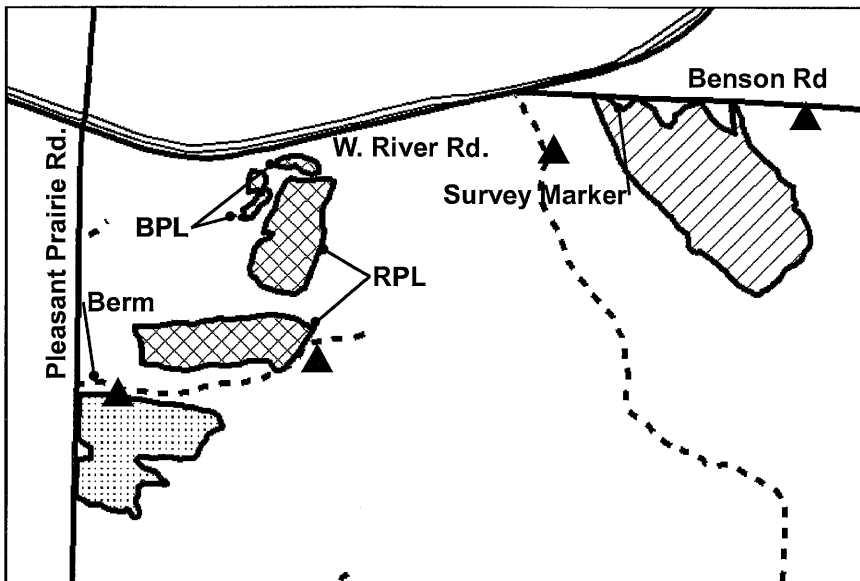 Benson Rd
W. River Rd.
Pleasant Prairie Rd.
Survey Marker
BPL
RPL
Berm